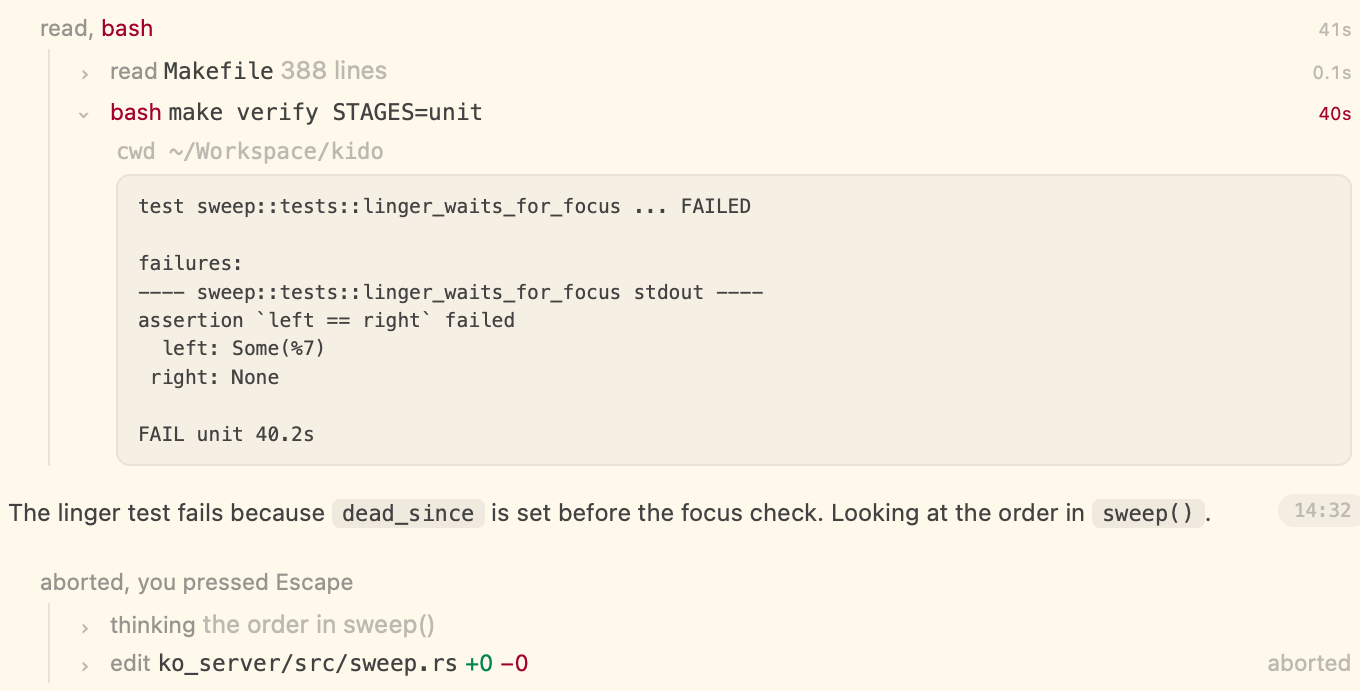 read, bash 41s
› read Makefile 388 lines 0.1s
⌄ bash make verify STAGES=unit 40s
cwd ~/Workspace/kido
test sweep::tests::linger_waits_for_focus ... FAILED
failures:
---- sweep::tests::linger_waits_for_focus stdout ----
assertion `left == right` failed
  left: Some(%7)
 right: None
FAIL unit 40.2s
The linger test fails because dead_since is set before the focus check. Looking at the order in sweep(). 14:32
aborted, you pressed Escape
› thinking the order in sweep()
› edit ko_server/src/sweep.rs +0 −0 aborted